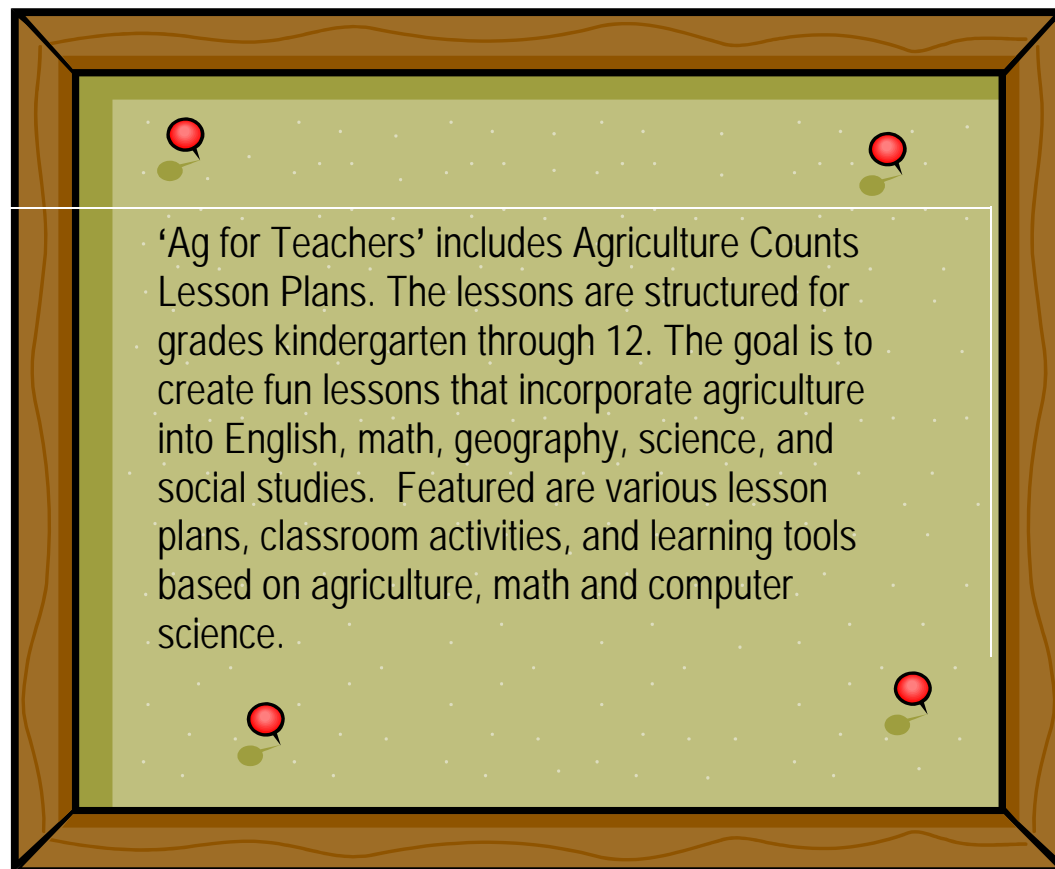 ‘Ag for Teachers’ includes Agriculture Counts
Lesson Plans. The lessons are structured for
grades kindergarten through 12. The goal is to
create fun lessons that incorporate agriculture
into English, math, geography, science, and
social studies.  Featured are various lesson
plans, classroom activities, and learning tools
based on agriculture, math and computer
science.